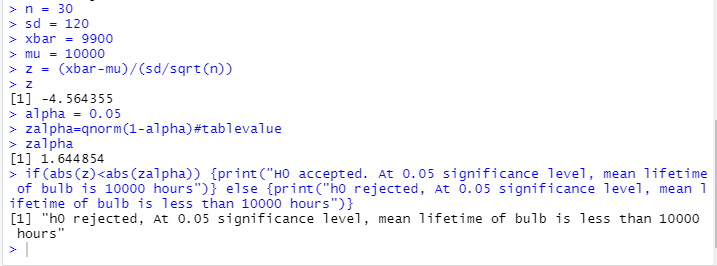 > n = 30
> sd = 120
> xbar = 9900
> mu = 10000
> z = (xbar-mu)/(sd/sqrt(n))
> z
[1] -4.564355
> alpha = 0.05
> zalpha=qnorm(1-alpha)#tablevalue
> zalpha
[1] 1.644854
> if(abs(z)<abs(zalpha)) {print("H0 accepted. At 0.05 significance level, mean lifetime
 of bulb is 10000 hours")} else {print("h0 rejected, At 0.05 significance level, mean l
ifetime of bulb is less than 10000 hours")}
[1] "h0 rejected, At 0.05 significance level, mean lifetime of bulb is less than 10000
 hours"
>